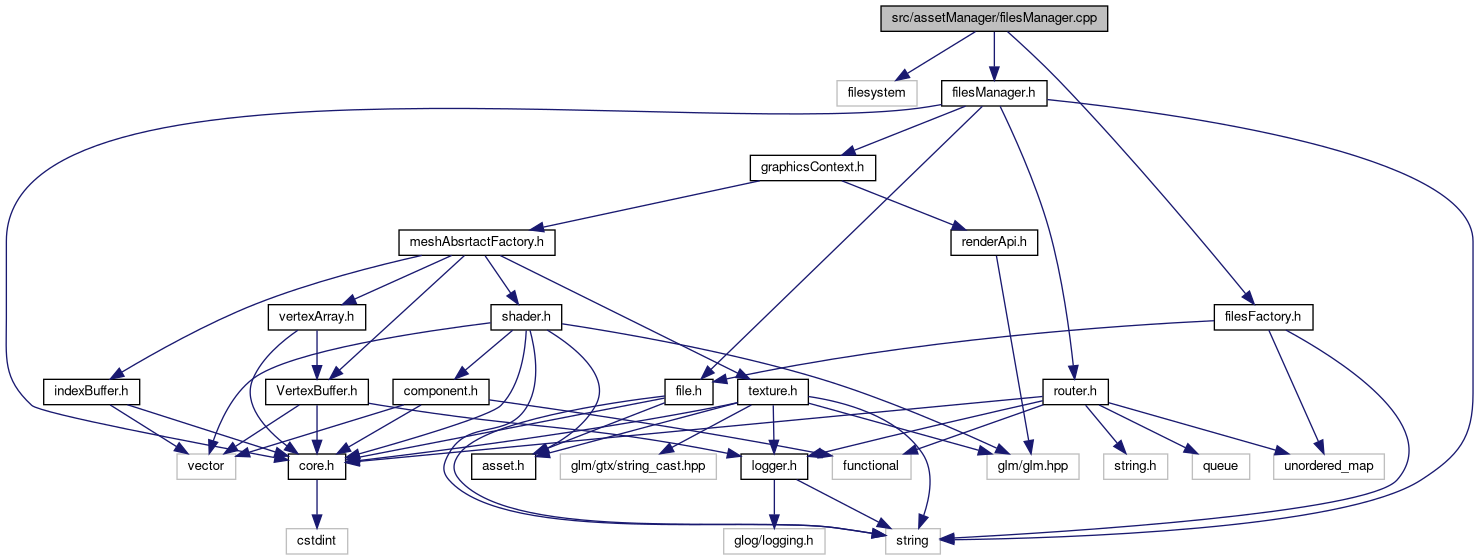 src/assetManager/filesManager.cpp
filesystem
filesManager.h
graphicsContext.h
meshAbsrtactFactory.h
renderApi.h
vertexArray.h
shader.h
filesFactory.h
indexBuffer.h
VertexBuffer.h
component.h
file.h
texture.h
router.h
vector
core.h
asset.h
glm/gtx/string_cast.hpp
logger.h
functional
glm/glm.hpp
string.h
queue
unordered_map
cstdint
glog/logging.h
string